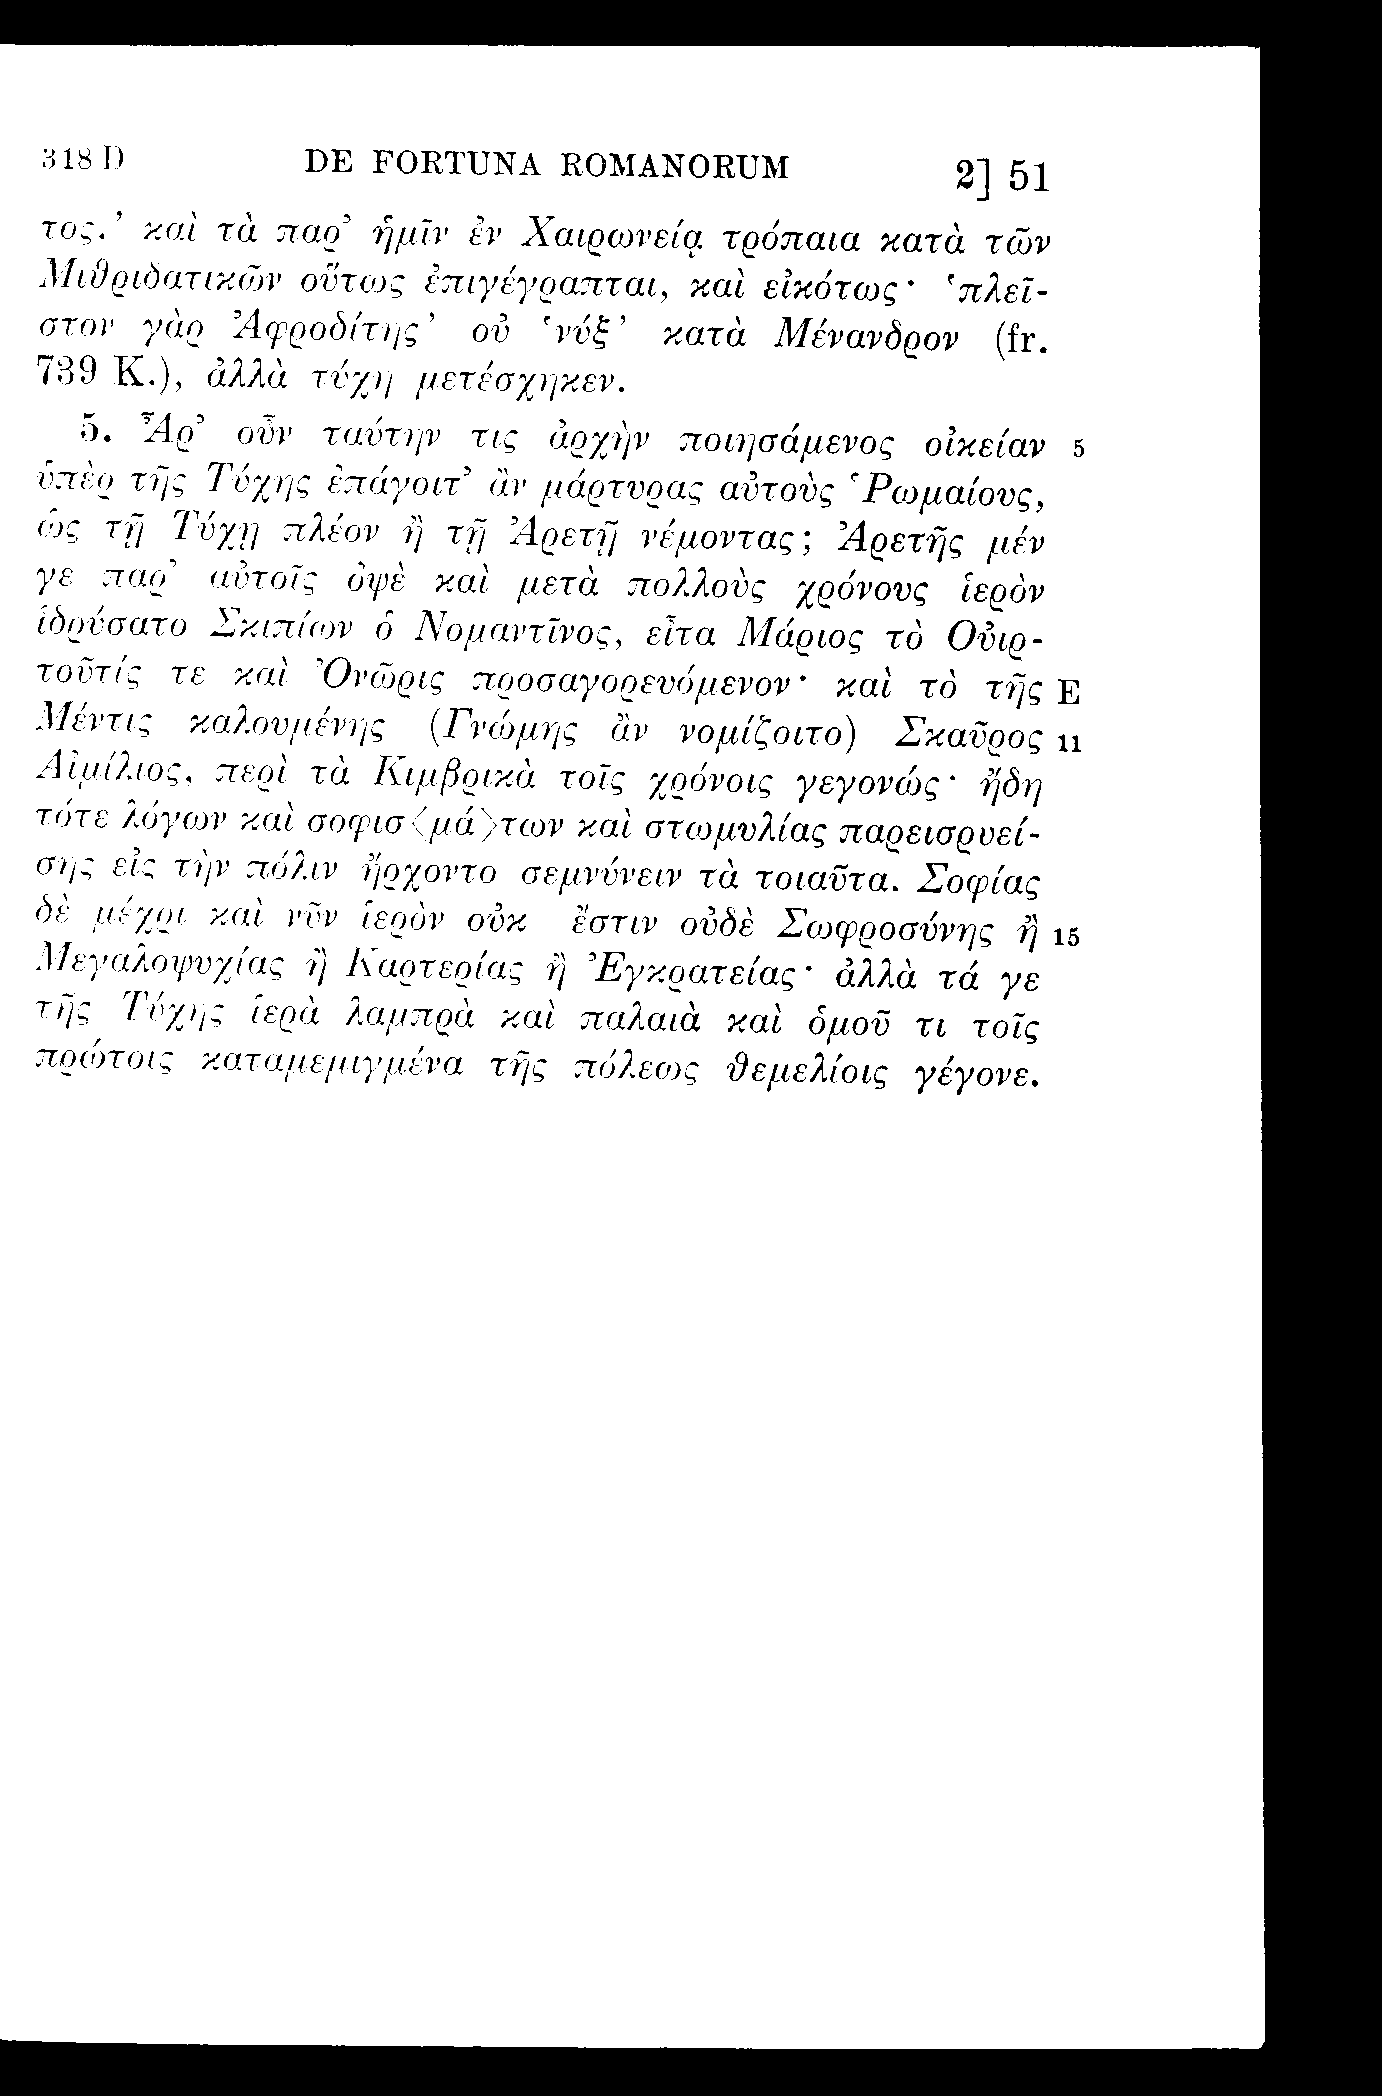 318 D DE FORTUNA ROMANORUM 2] 51
τος.’ καὶ τὰ παρ’ ἡμῖν ἐν Χαιρωνείᾳ τρόπαια κατὰ τῶν
Μιθριδατικῶν οὕτως ἐπιγέγραπται, καὶ εἰκότως· ‘πλεῖ-
στον γὰρ Ἀφροδίτης’ οὐ ‘νύξ’ κατὰ Μένανδρον (fr.
739 K.), ἀλλὰ τύχη μετέσχηκεν.
5. Ἆρ’ οὖν ταύτην τις ἀρχὴν ποιησάμενος οἰκείαν 5
ὑπὲρ τῆς Τύχης ἐπάγοιτ’ ἂν μάρτυρας αὐτοὺς Ῥωμαίους,
ὡς τῇ Τύχῃ πλέον ἢ τῇ Ἀρετῇ νέμοντας; Ἀρετῆς μέν
γε παρ’ αὐτοῖς ὀψὲ καὶ μετὰ πολλοὺς χρόνους ἱερὸν
ἱδρύσατο Σκιπίων ὁ Νομαντῖνος, εἶτα Μάριος τὸ Οὐιρ-
τοῦτίς τε καὶ Ὀνῶρις προσαγορευόμενον· καὶ τὸ τῆς E
Μέντις καλουμένης (Γνώμης ἂν νομίζοιτο) Σκαῦρος 11
Αἰμίλιος, περὶ τὰ Κιμβρικὰ τοῖς χρόνοις γεγονώς· ἤδη
τότε λόγων καὶ σοφισ<μά>των καὶ στωμυλίας παρεισρυεί-
σης εἰς τὴν πόλιν ἤρχοντο σεμνύνειν τὰ τοιαῦτα. Σοφίας
δὲ μέχρι καὶ νῦν ἱερὸν οὐκ ἔστιν οὐδὲ Σωφροσύνης ἢ 15
Μεγαλοψυχίας ἢ Καρτερίας ἢ Ἐγκρατείας· ἀλλὰ τά γε
τῆς Τύχης ἱερὰ λαμπρὰ καὶ παλαιὰ καὶ ὁμοῦ τι τοῖς
πρώτοις καταμεμιγμένα τῆς πόλεως θεμελίοις γέγονε.